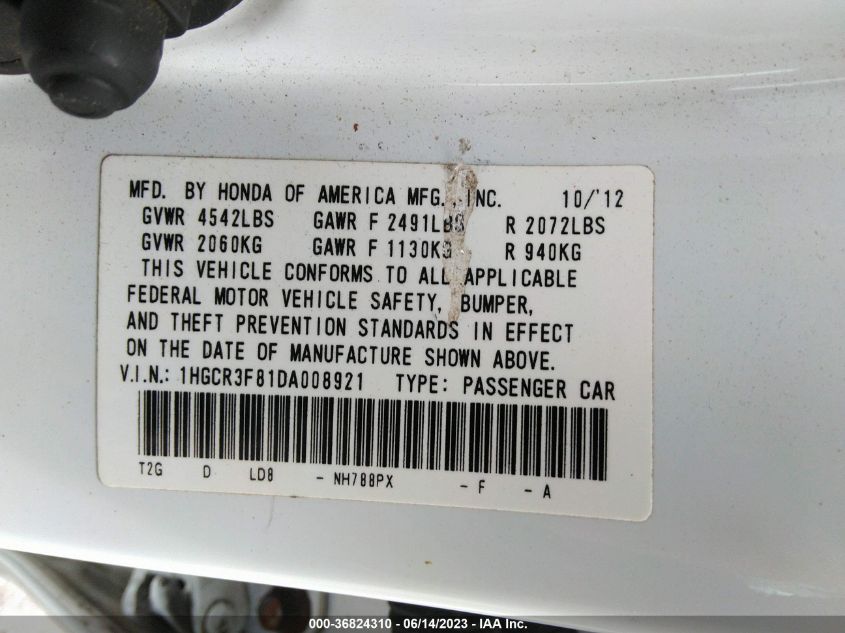 MFD. BY HONDA OF AMERICA MFG., INC. 10/'12
GVWR 4542LBS GAWR F 2491LBS R 2072LBS
GVWR 2060KG GAWR F 1130KG R 940KG
THIS VEHICLE CONFORMS TO ALL APPLICABLE
FEDERAL MOTOR VEHICLE SAFETY, BUMPER,
AND THEFT PREVENTION STANDARDS IN EFFECT
ON THE DATE OF MANUFACTURE SHOWN ABOVE.
V.I.N.: 1HGCR3F81DA008921 TYPE: PASSENGER CAR
T2G D LD8 - NH788PX - F - A
000-36824310 - 06/14/2023 - IAA Inc.